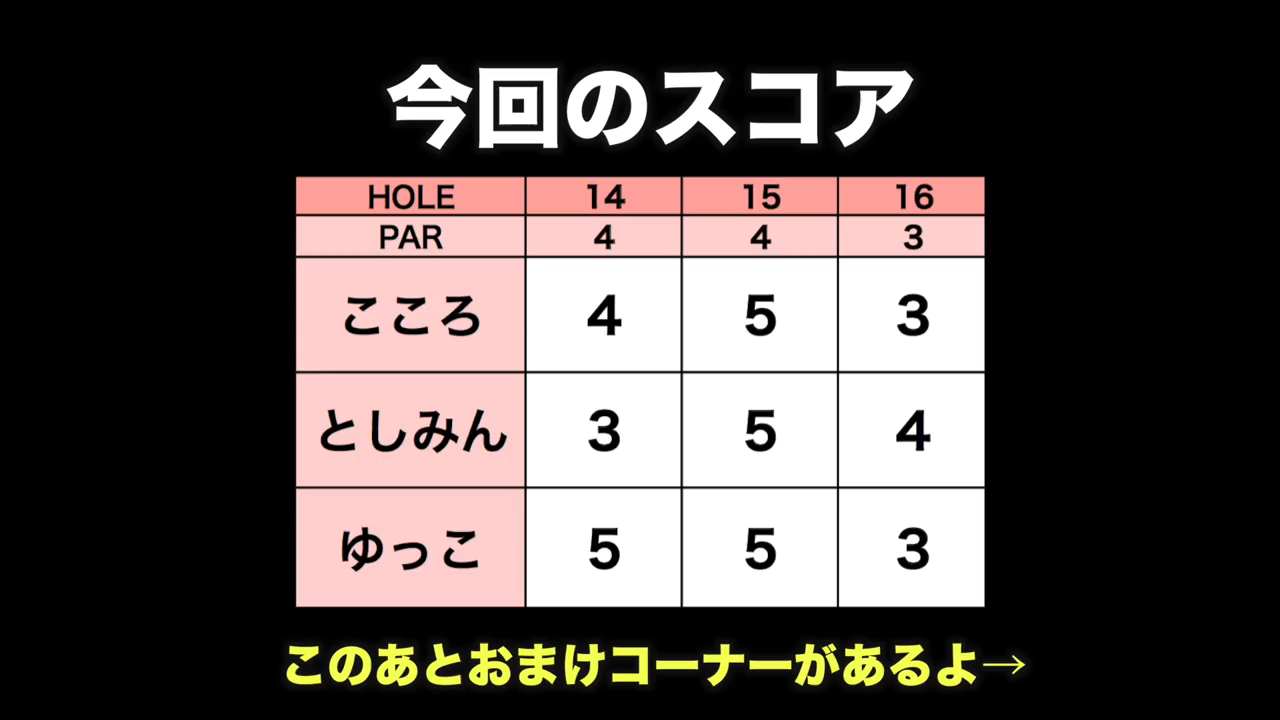 今回のスコア
HOLE 14 15 16
PAR 4 4 3
こころ 4 5 3
としみん 3 5 4
ゆっこ 5 5 3
このあとおまけコーナーがあるよ→